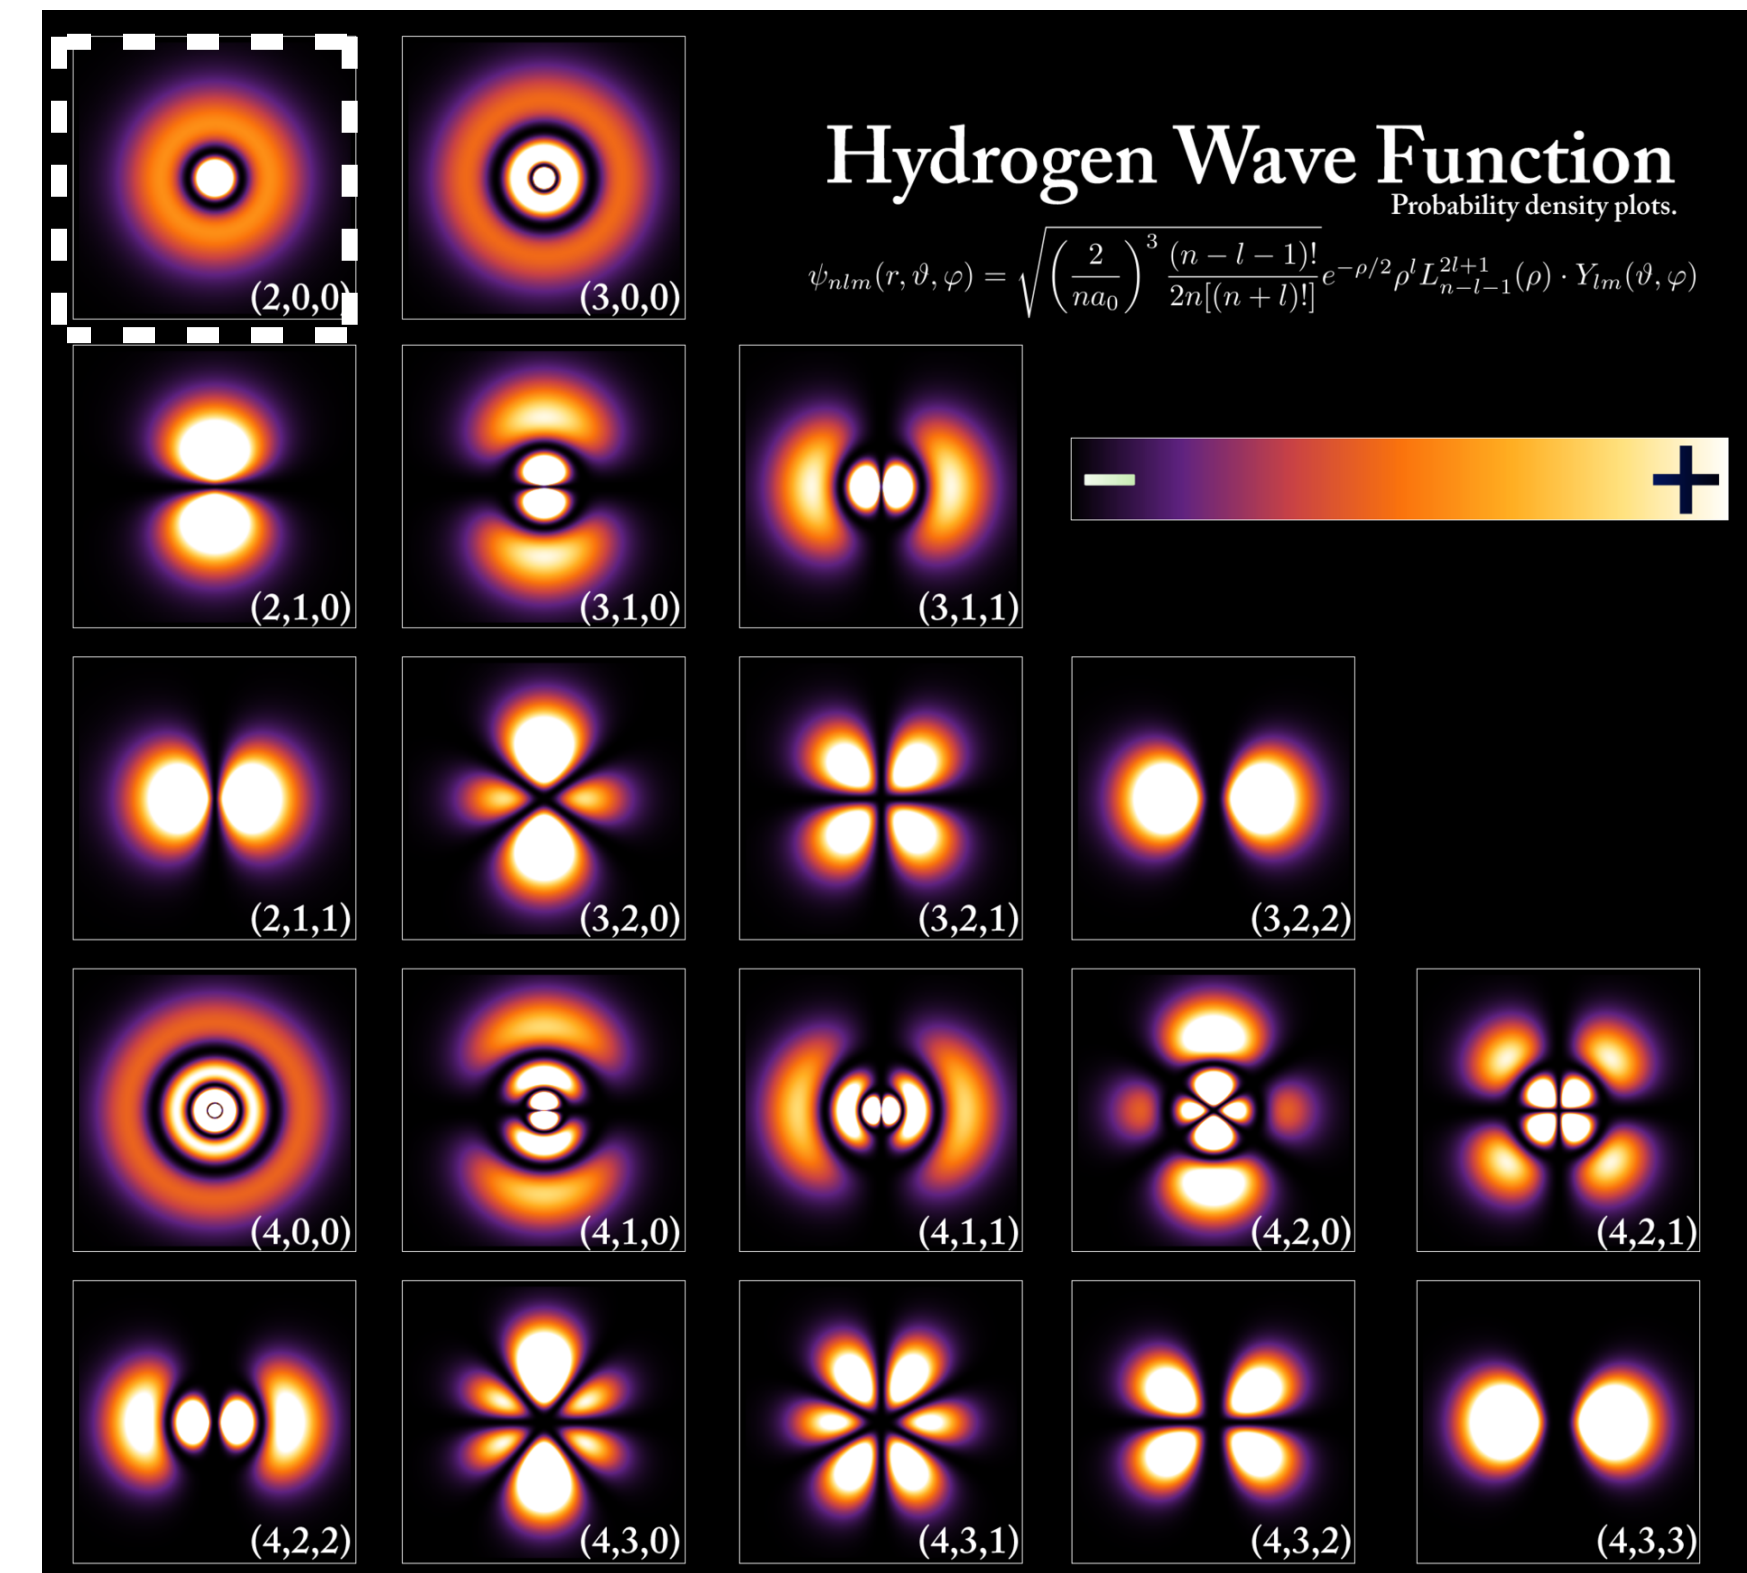 Hydrogen Wave Function
Probability density plots.
ψnlm(r, ϑ, φ) = √((2/na0)^3 (n − l − 1)!/2n[(n + l)!]) e^{−ρ/2} ρ^l L_{n−l−1}^{2l+1}(ρ) · Ylm(ϑ, φ)
(2,0,0) (3,0,0)
− +
(2,1,0) (3,1,0) (3,1,1)
(2,1,1) (3,2,0) (3,2,1) (3,2,2)
(4,0,0) (4,1,0) (4,1,1) (4,2,0) (4,2,1)
(4,2,2) (4,3,0) (4,3,1) (4,3,2) (4,3,3)